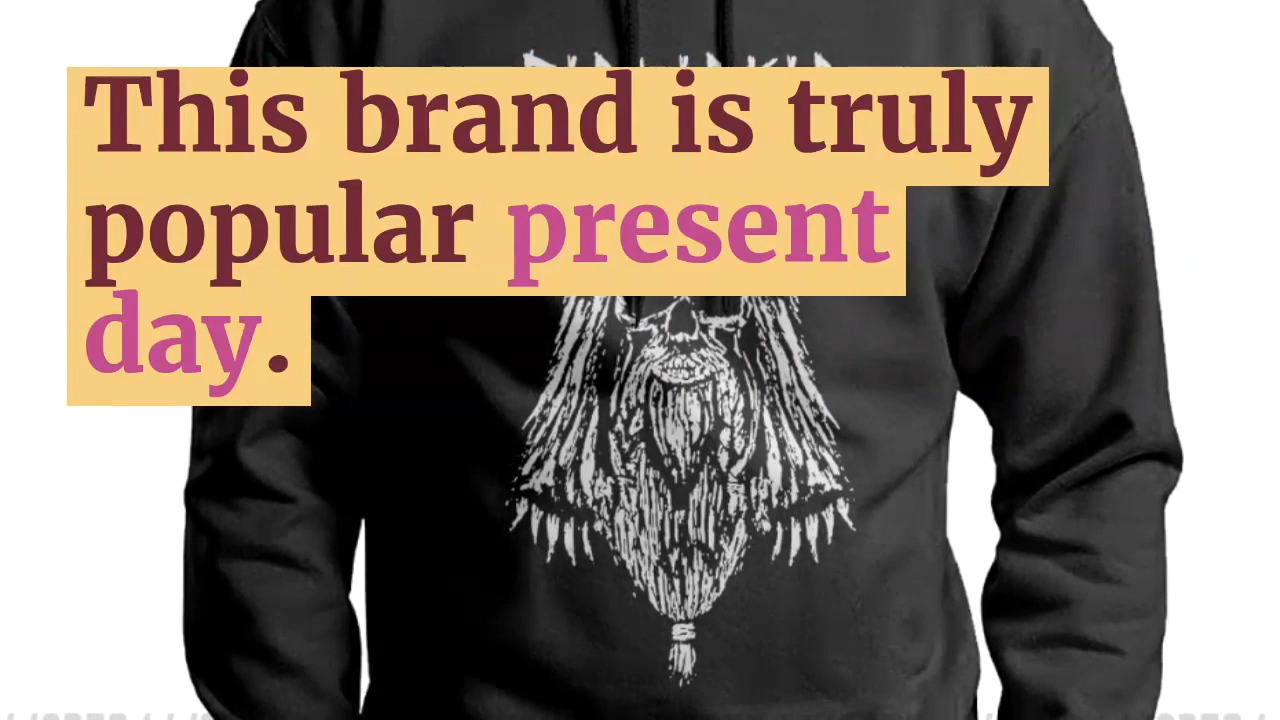 This brand is truly
popular present
day.